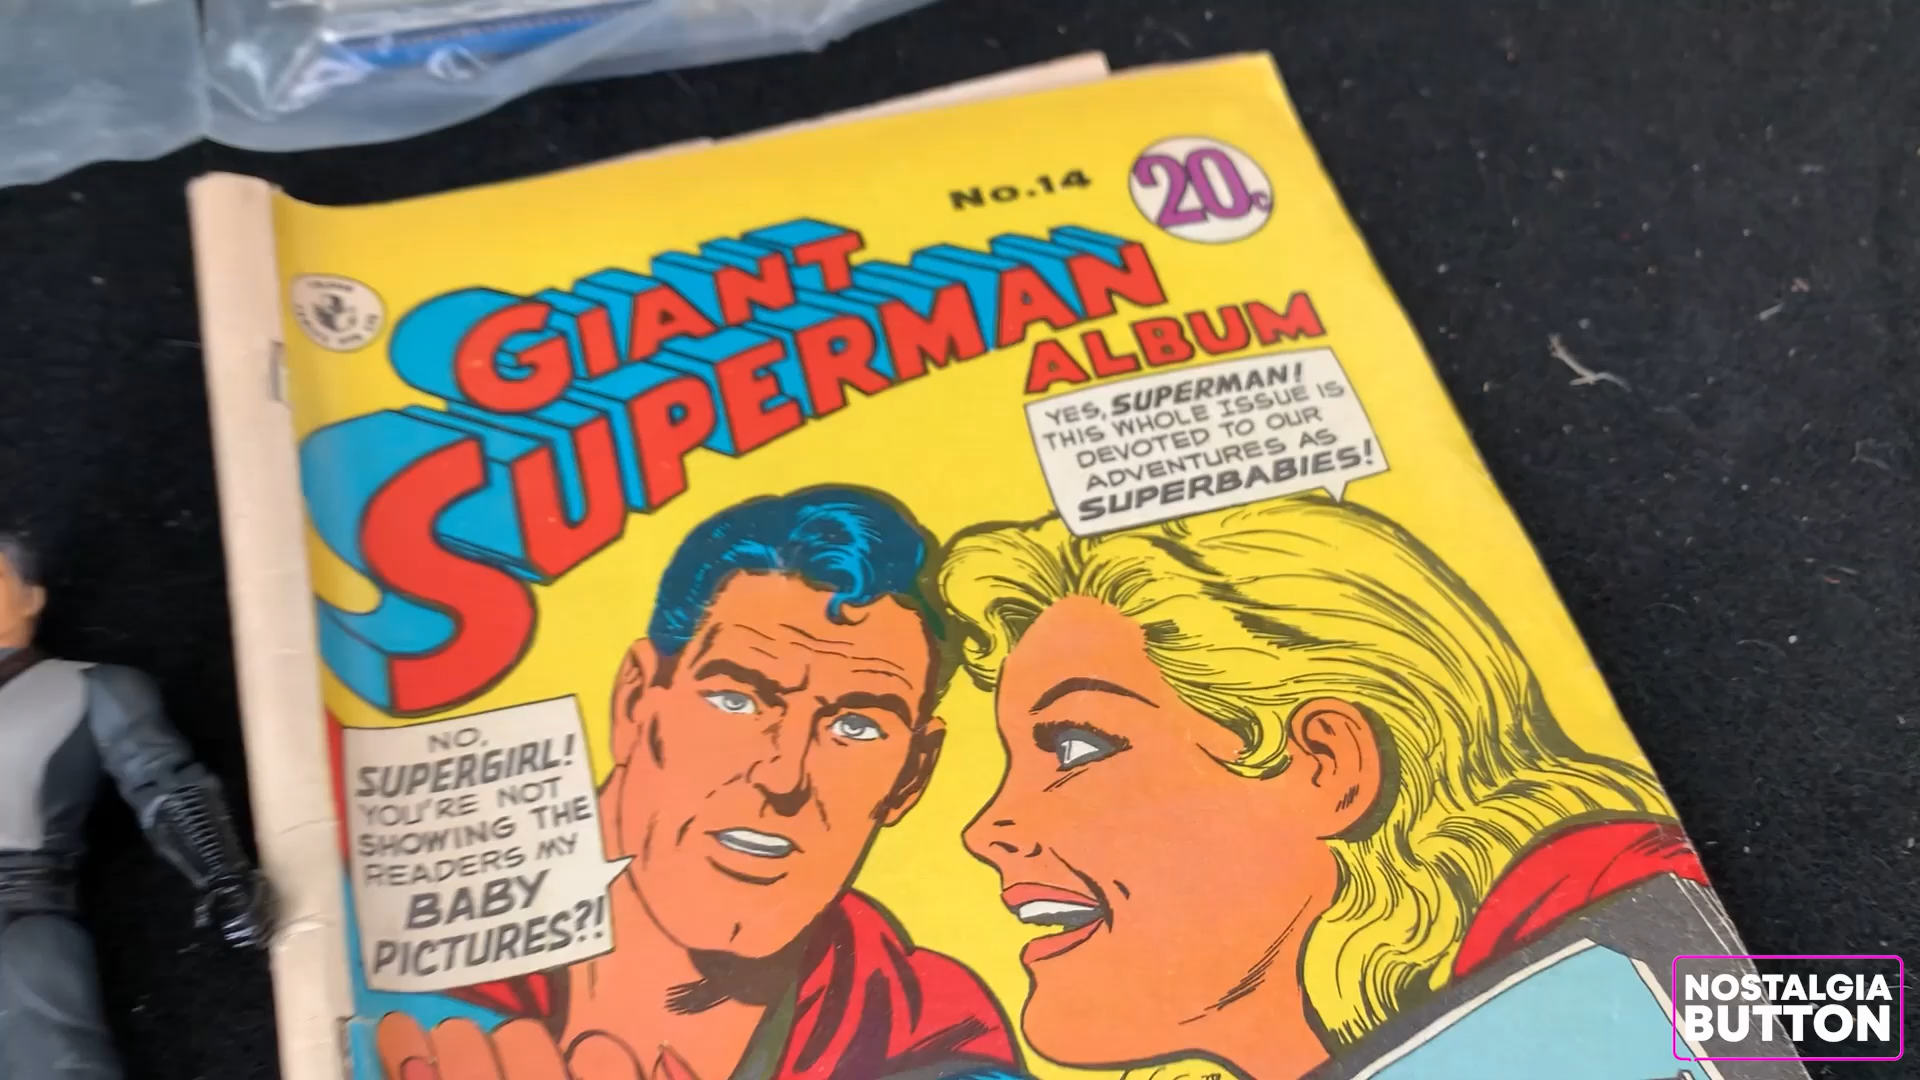 No.14
20c
GIANT
SUPERMAN
ALBUM
YES, SUPERMAN!
THIS WHOLE ISSUE IS
DEVOTED TO OUR
ADVENTURES AS
SUPERBABIES!
NO,
SUPERGIRL!
YOU'RE NOT
SHOWING THE
READERS MY
BABY
PICTURES?!
NOSTALGIA
BUTTON